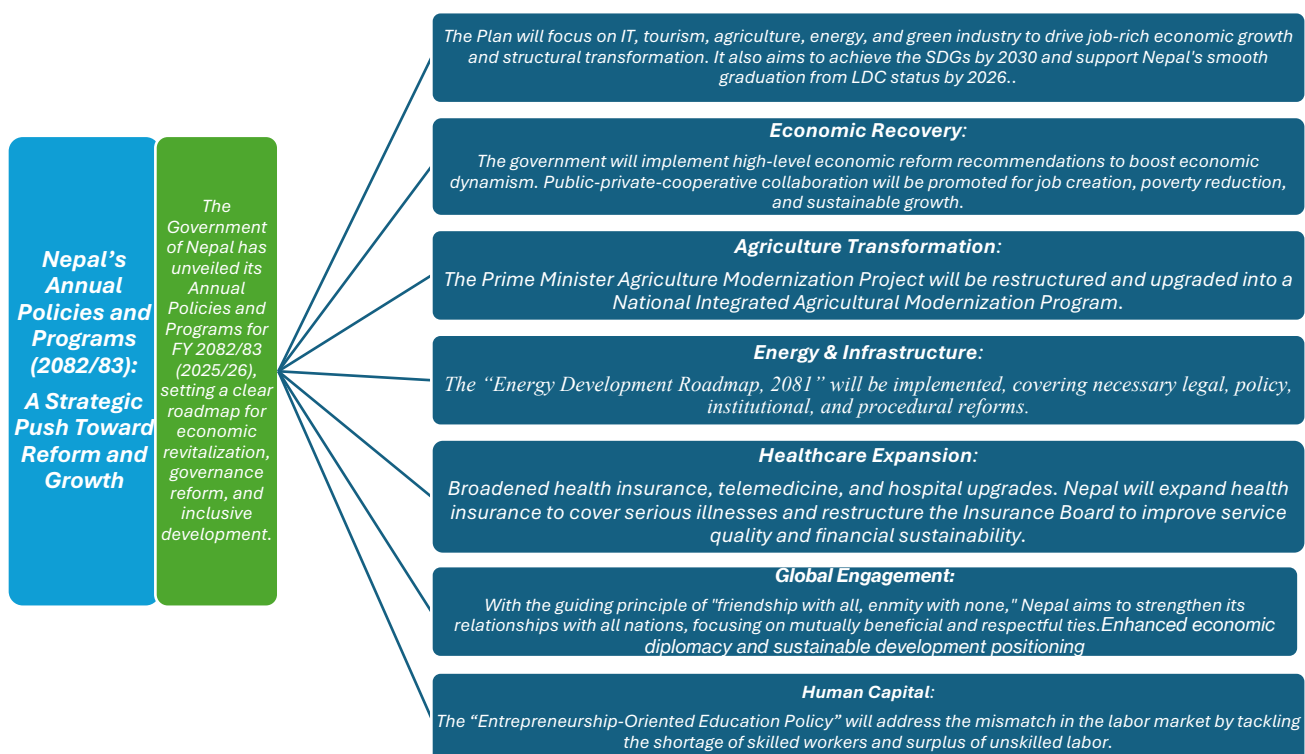 Nepal’s
Annual
Policies and
Programs
(2082/83):
A Strategic
Push Toward
Reform and
Growth
The
Government
of Nepal has
unveiled its
Annual
Policies and
Programs for
FY 2082/83
(2025/26),
setting a clear
roadmap for
economic
revitalization,
governance
reform, and
inclusive
development.
The Plan will focus on IT, tourism, agriculture, energy, and green industry to drive job-rich economic growth
and structural transformation. It also aims to achieve the SDGs by 2030 and support Nepal's smooth
graduation from LDC status by 2026..
Economic Recovery:
The government will implement high-level economic reform recommendations to boost economic
dynamism. Public-private-cooperative collaboration will be promoted for job creation, poverty reduction,
and sustainable growth.
Agriculture Transformation:
The Prime Minister Agriculture Modernization Project will be restructured and upgraded into a
National Integrated Agricultural Modernization Program.
Energy & Infrastructure:
The “Energy Development Roadmap, 2081” will be implemented, covering necessary legal, policy,
institutional, and procedural reforms.
Healthcare Expansion:
Broadened health insurance, telemedicine, and hospital upgrades. Nepal will expand health
insurance to cover serious illnesses and restructure the Insurance Board to improve service
quality and financial sustainability.
Global Engagement:
With the guiding principle of "friendship with all, enmity with none," Nepal aims to strengthen its
relationships with all nations, focusing on mutually beneficial and respectful ties.Enhanced economic
diplomacy and sustainable development positioning
Human Capital:
The “Entrepreneurship-Oriented Education Policy” will address the mismatch in the labor market by tackling
the shortage of skilled workers and surplus of unskilled labor.